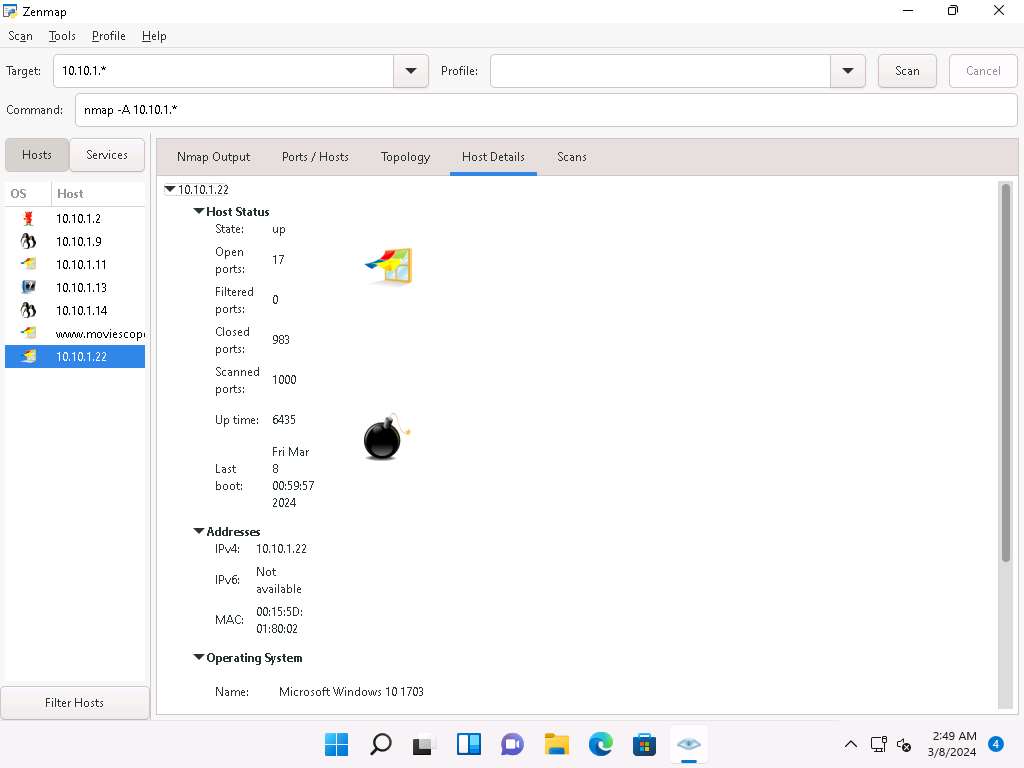 Zenmap
Scan Tools Profile Help
Target: 10.10.1.* Profile: Scan Cancel
Command: nmap -A 10.10.1.*
Hosts Services
Nmap Output Ports / Hosts Topology Host Details Scans
OS Host
10.10.1.2
10.10.1.9
10.10.1.11
10.10.1.13
10.10.1.14
www.moviescop
10.10.1.22
Filter Hosts
10.10.1.22
Host Status
State: up
Open
ports: 17
Filtered
ports: 0
Closed
ports: 983
Scanned
ports: 1000
Up time: 6435
Last
boot:
Fri Mar
8
00:59:57
2024
Addresses
IPv4: 10.10.1.22
IPv6: Not
available
MAC: 00:15:5D:
01:80:02
Operating System
Name: Microsoft Windows 10 1703
2:49 AM
3/8/2024
4